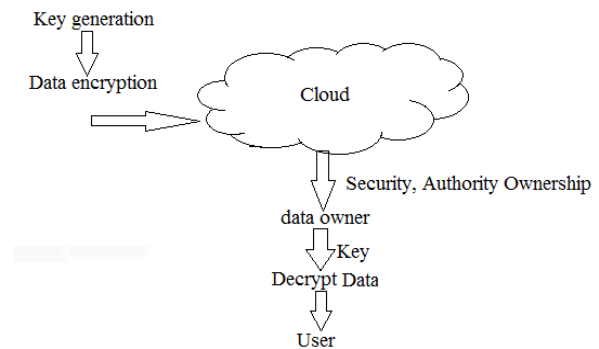 Key generation
Data encryption
Cloud
Security, Authority Ownership
data owner
Key
Decrypt Data
User